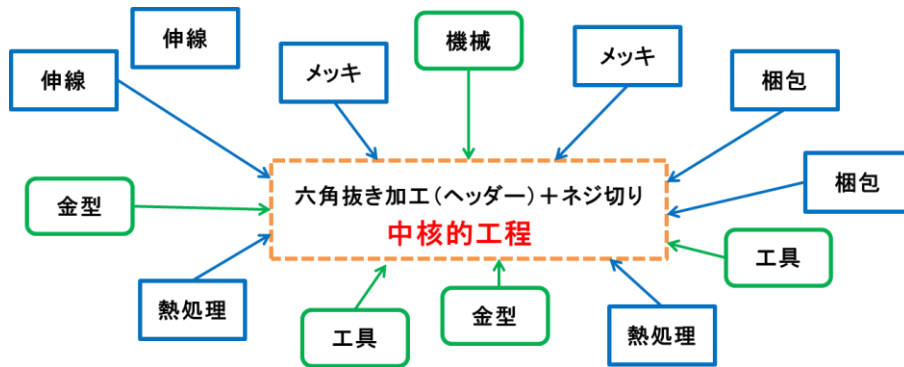 伸線
伸線
メッキ
機械
メッキ
梱包
六角抜き加工(ヘッダー)+ネジ切り
中核的工程
金型
梱包
工具
熱処理
工具
金型
熱処理